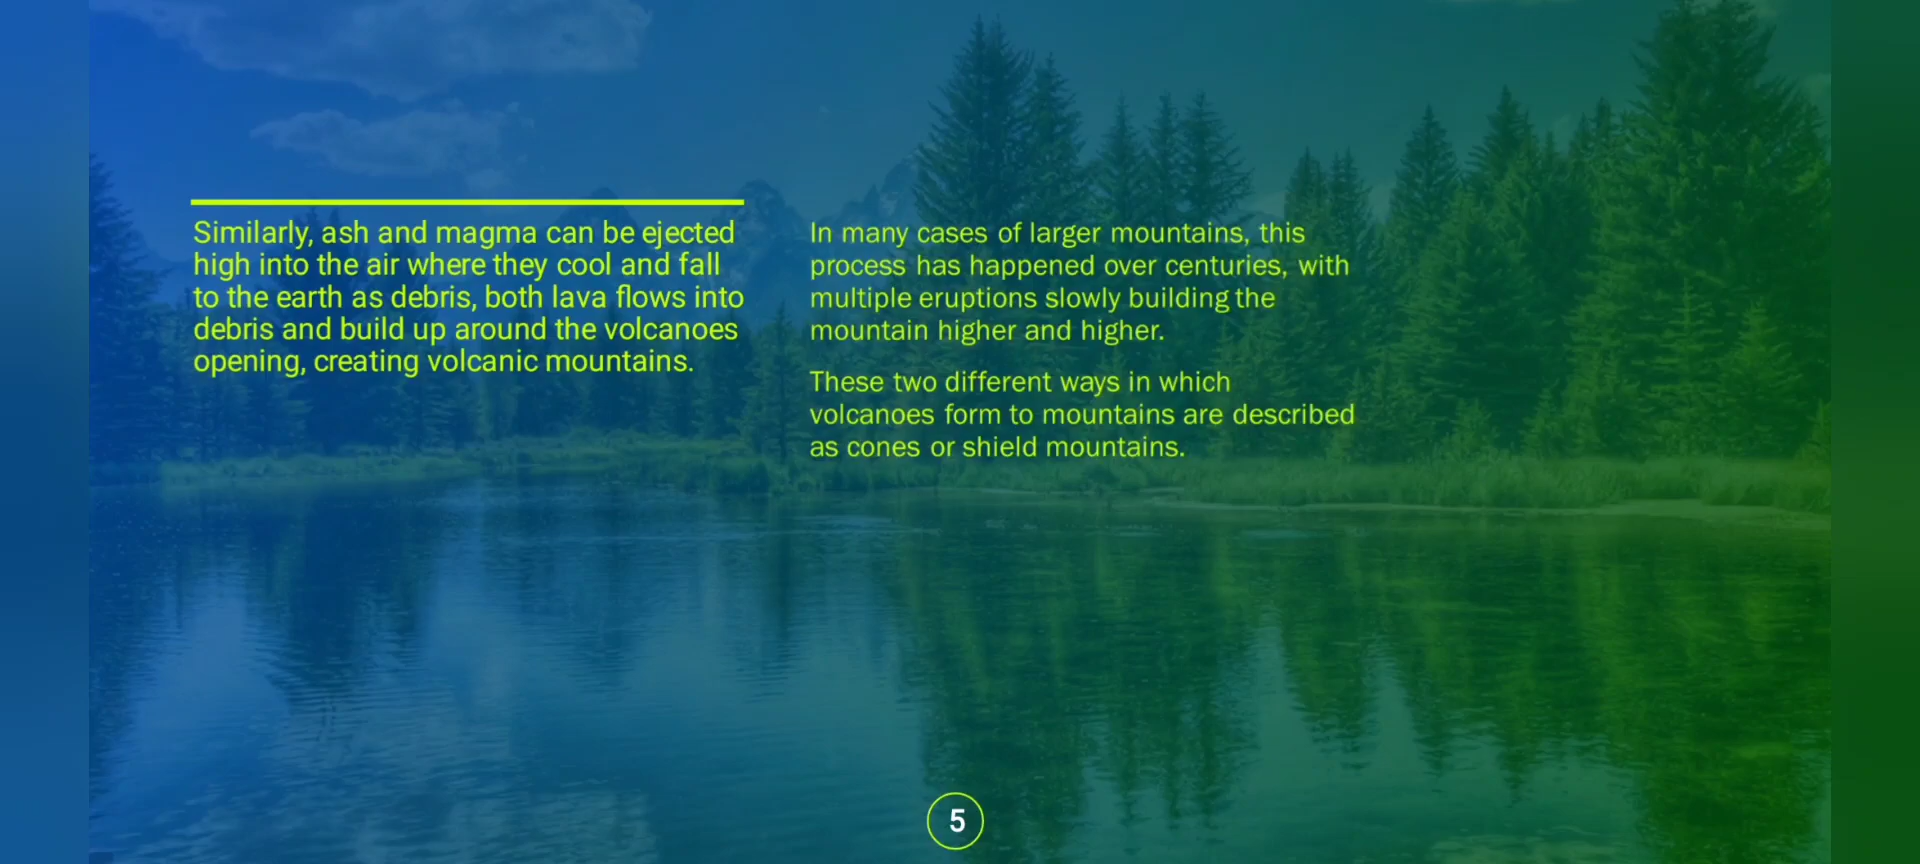 Similarly, ash and magma can be ejected
high into the air where they cool and fall
to the earth as debris, both lava flows into
debris and build up around the volcanoes
opening, creating volcanic mountains.
In many cases of larger mountains, this
process has happened over centuries, with
multiple eruptions slowly building the
mountain higher and higher.
These two different ways in which
volcanoes form to mountains are described
as cones or shield mountains.
5